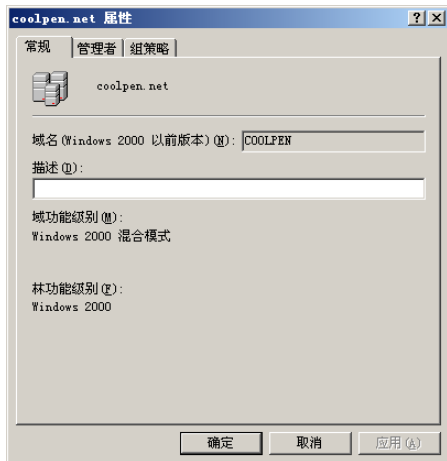 coolpen.net 属性
常规 管理者 组策略
coolpen.net
域名(Windows 2000 以前版本)(N): COOLPEN
描述(D):
域功能级别(M):
Windows 2000 混合模式
林功能级别(F):
Windows 2000
确定 取消 应用(A)